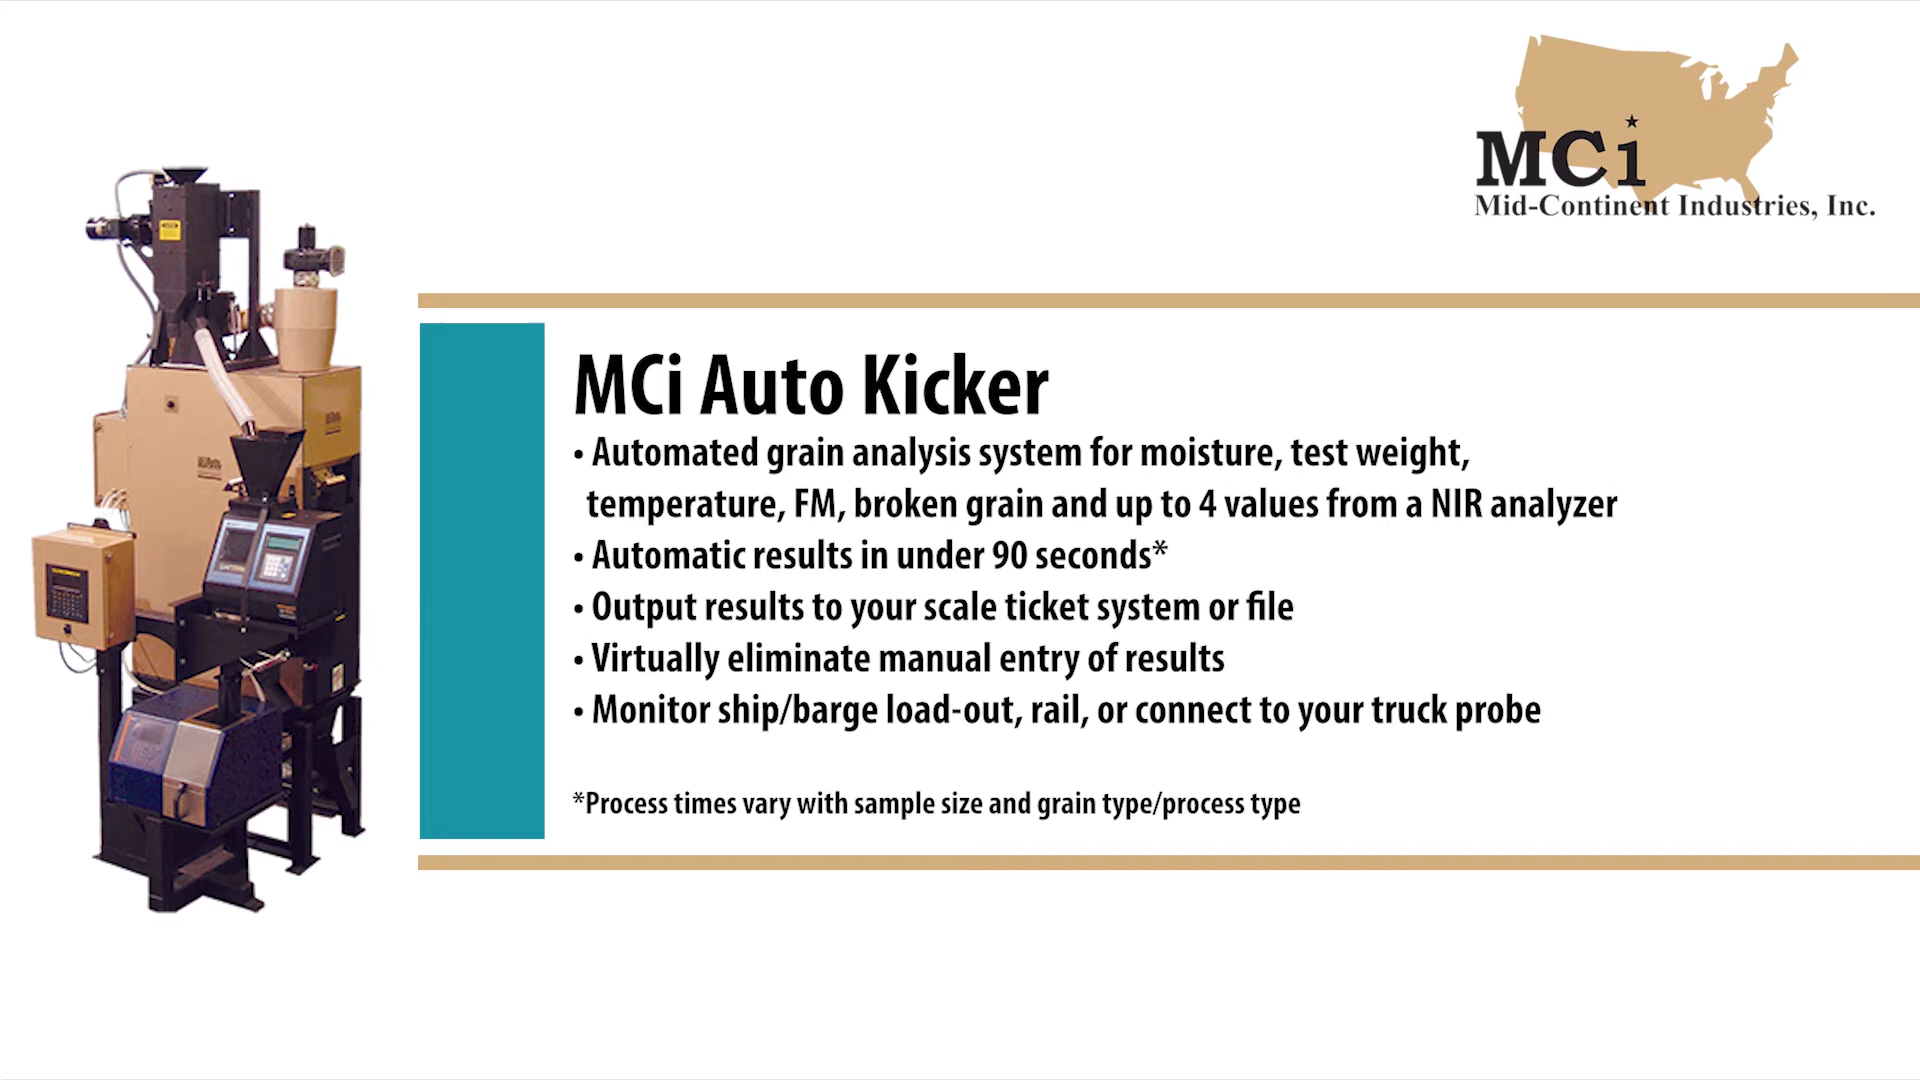 MCi
Mid-Continent Industries, Inc.
MCi Auto Kicker
• Automated grain analysis system for moisture, test weight,
temperature, FM, broken grain and up to 4 values from a NIR analyzer
• Automatic results in under 90 seconds*
• Output results to your scale ticket system or file
• Virtually eliminate manual entry of results
• Monitor ship/barge load-out, rail, or connect to your truck probe
*Process times vary with sample size and grain type/process type